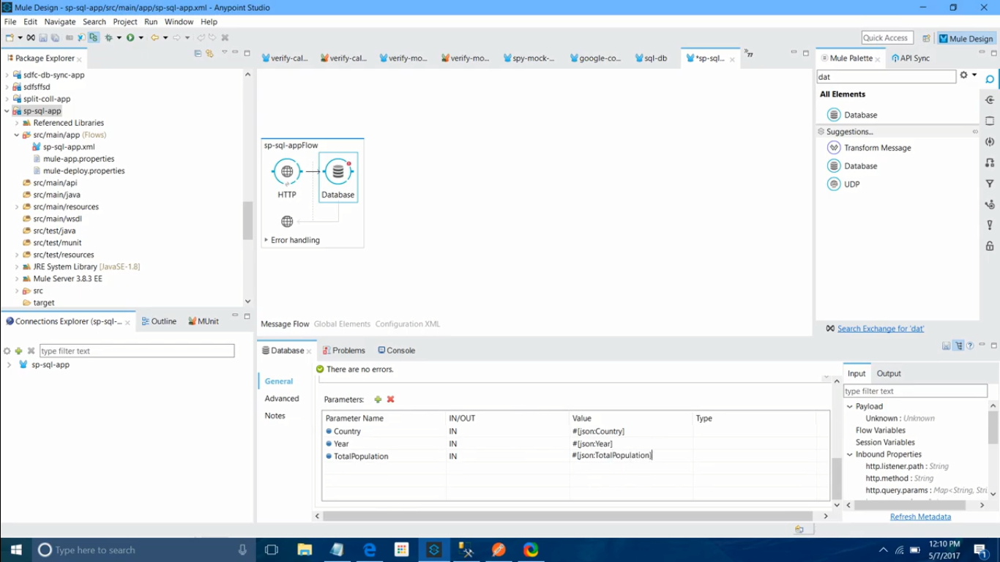 Mule Design - sp-sql-app/src/main/app/sp-sql-app.xml - Anypoint Studio
File Edit Navigate Search Project Run Window Help
Quick Access
Mule Design
Package Explorer
verify-cal...
verify-cal...
verify-mo...
verify-mo...
spy-mock-...
google-co...
sql-db
*sp-sql...
»77
Mule Palette
API Sync
sdfc-db-sync-app
sdfsffsd
split-coll-app
sp-sql-app
Referenced Libraries
src/main/app (Flows)
sp-sql-app.xml
mule-app.properties
mule-deploy.properties
src/main/api
src/main/java
src/main/resources
src/main/wsdl
src/test/java
src/test/munit
src/test/resources
JRE System Library [JavaSE-1.8]
Mule Server 3.8.3 EE
src
target
sp-sql-appFlow
HTTP
Database
Error handling
Message Flow Global Elements Configuration XML
dat
All Elements
Database
Suggestions...
Transform Message
Database
UDP
Search Exchange for 'dat'
Connections Explorer (sp-sql-...
Outline
MUnit
type filter text
sp-sql-app
Database
Problems
Console
There are no errors.
General
Advanced
Notes
Parameters:
Parameter Name IN/OUT Value Type
Country IN #[json:Country]
Year IN #[json:Year]
TotalPopulation IN #[json:TotalPopulation]
Input Output
type filter text
Payload
Unknown : Unknown
Flow Variables
Session Variables
Inbound Properties
http.listener.path : String
http.method : String
http.query.params : Map<String, Stri
Refresh Metadata
Type here to search
12:10 PM
5/7/2017
1